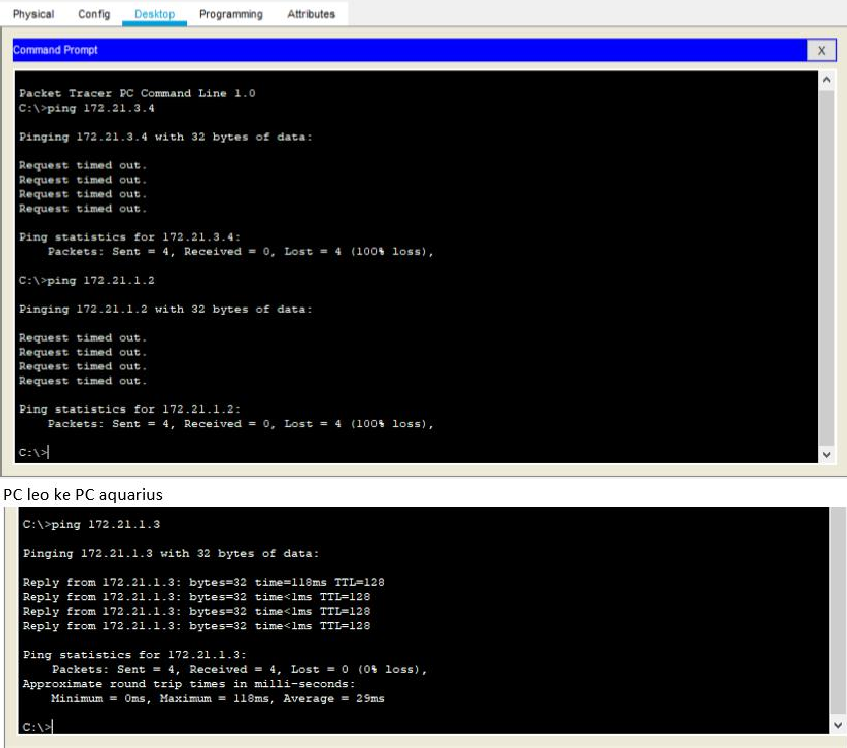 Physical Config Desktop Programming Attributes
Command Prompt X
Packet Tracer PC Command Line 1.0
C:\>ping 172.21.3.4
Pinging 172.21.3.4 with 32 bytes of data:
Request timed out.
Request timed out.
Request timed out.
Request timed out.
Ping statistics for 172.21.3.4:
Packets: Sent = 4, Received = 0, Lost = 4 (100% loss),
C:\>ping 172.21.1.2
Pinging 172.21.1.2 with 32 bytes of data:
Request timed out.
Request timed out.
Request timed out.
Request timed out.
Ping statistics for 172.21.1.2:
Packets: Sent = 4, Received = 0, Lost = 4 (100% loss),
C:\>
PC leo ke PC aquarius
C:\>ping 172.21.1.3
Pinging 172.21.1.3 with 32 bytes of data:
Reply from 172.21.1.3: bytes=32 time=118ms TTL=128
Reply from 172.21.1.3: bytes=32 time<1ms TTL=128
Reply from 172.21.1.3: bytes=32 time<1ms TTL=128
Reply from 172.21.1.3: bytes=32 time<1ms TTL=128
Ping statistics for 172.21.1.3:
Packets: Sent = 4, Received = 4, Lost = 0 (0% loss),
Approximate round trip times in milli-seconds:
Minimum = 0ms, Maximum = 118ms, Average = 29ms
C:\>